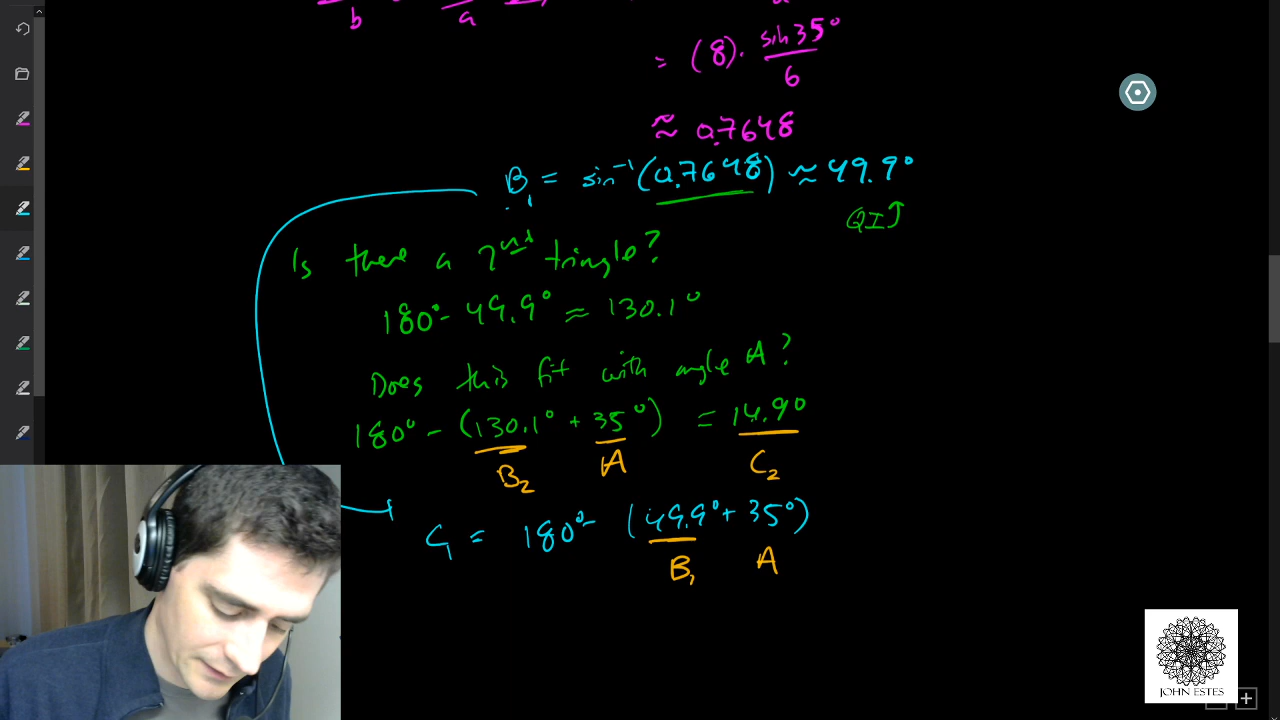 b a
= (8) · sin 35° / 6
≈ 0.7648
B₁ = sin⁻¹(0.7648) ≈ 49.9°
QI
Is there a 2nd triangle?
180° - 49.9° ≈ 130.1°
Does this fit with angle A?
180° - (130.1° + 35°) = 14.9°
B₂ A C₂
C₁ = 180° - (49.9° + 35°)
B₁ A
JOHN ESTES